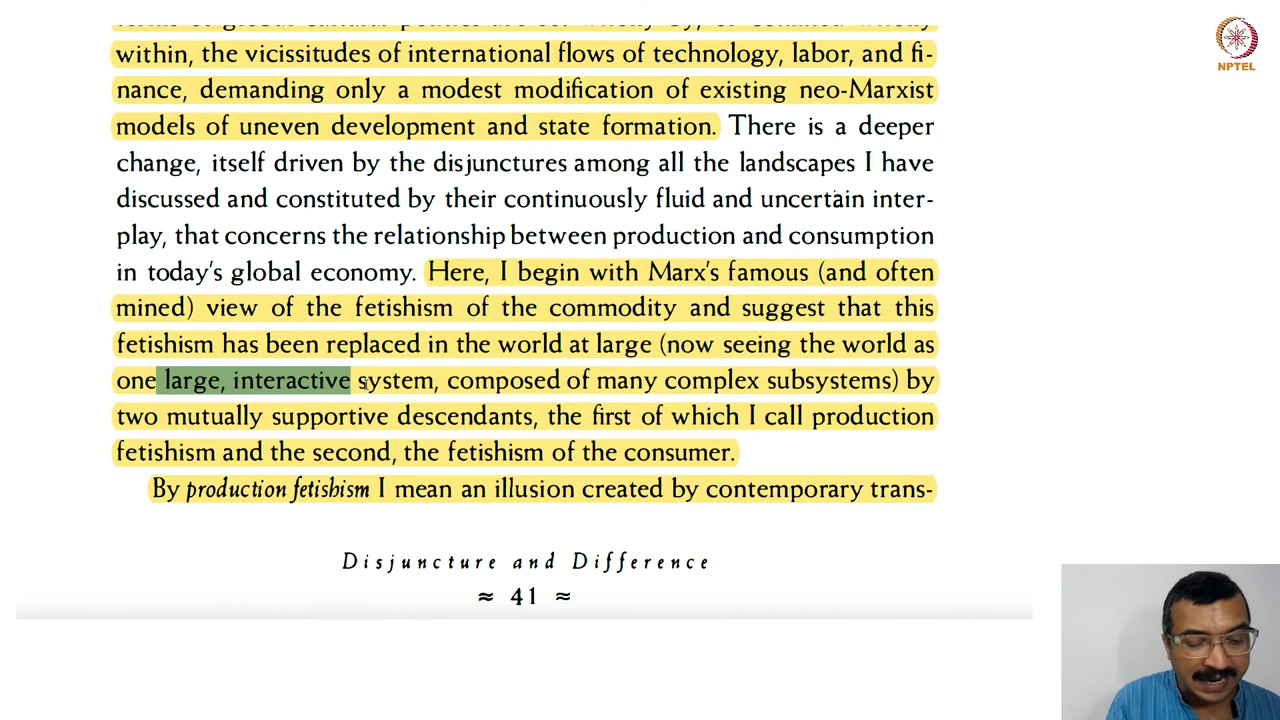 within, the vicissitudes of international flows of technology, labor, and fi-
nance, demanding only a modest modification of existing neo-Marxist
models of uneven development and state formation. There is a deeper
change, itself driven by the disjunctures among all the landscapes I have
discussed and constituted by their continuously fluid and uncertain inter-
play, that concerns the relationship between production and consumption
in today's global economy. Here, I begin with Marx's famous (and often
mined) view of the fetishism of the commodity and suggest that this
fetishism has been replaced in the world at large (now seeing the world as
one large, interactive system, composed of many complex subsystems) by
two mutually supportive descendants, the first of which I call production
fetishism and the second, the fetishism of the consumer.
By production fetishism I mean an illusion created by contemporary trans-
Disjuncture and Difference
≈ 41 ≈
NPTEL